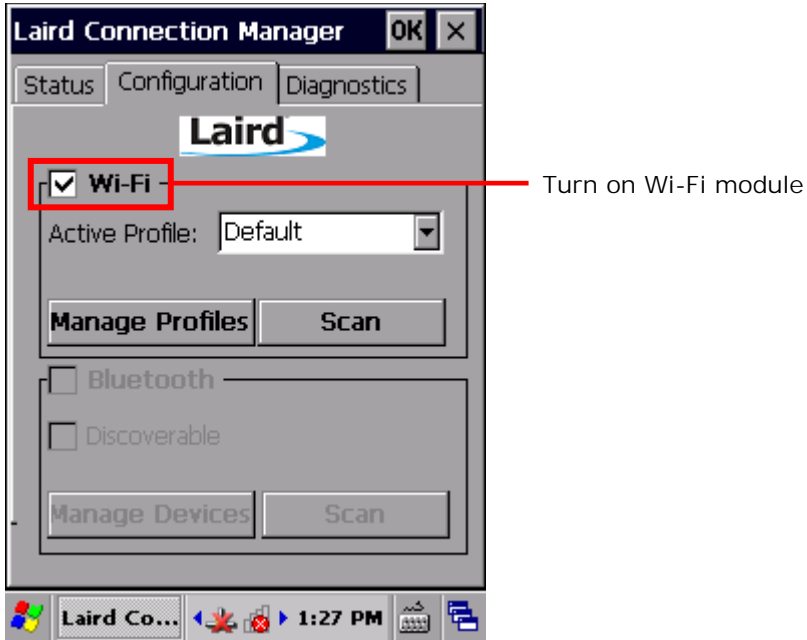 Laird Connection Manager OK ×
Status Configuration Diagnostics
Laird
Wi-Fi
Turn on Wi-Fi module
Active Profile: Default
Manage Profiles Scan
Bluetooth
Discoverable
Manage Devices Scan
Laird Co... 1:27 PM